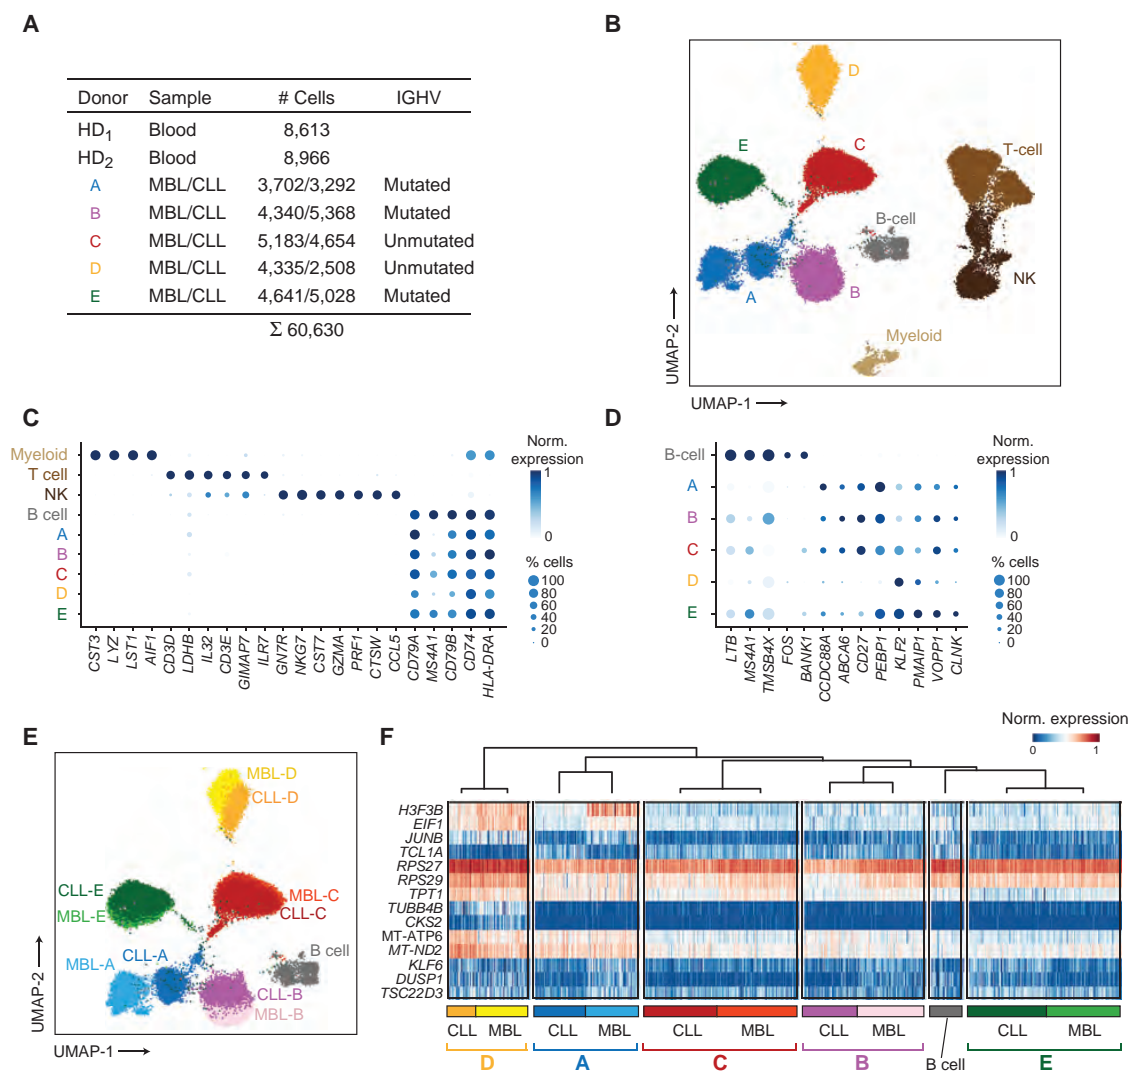 A
Donor Sample # Cells IGHV
HD1 Blood 8,613
HD2 Blood 8,966
A MBL/CLL 3,702/3,292 Mutated
B MBL/CLL 4,340/5,368 Mutated
C MBL/CLL 5,183/4,654 Unmutated
D MBL/CLL 4,335/2,508 Unmutated
E MBL/CLL 4,641/5,028 Mutated
Σ 60,630
B
D
E
C
T-cell
B-cell
A
B
NK
Myeloid
UMAP-2
UMAP-1
C
Myeloid
T cell
NK
B cell
A
B
C
D
E
CST3 LYZ LST1 AIF1 CD3D LDHB IL32 CD3E GIMAP7 ILR7 GN7R NKG7 CST7 GZMA PRF1 CTSW CCL5 CD79A MS4A1 CD79B CD74 HLA-DRA
Norm.
expression
1
0
% cells
100
80
60
40
20
0
D
B-cell
A
B
C
D
E
LTB MS4A1 TMSB4X FOS BANK1 CCDC88A ABCA6 CD27 PEBP1 KLF2 PMAIP1 VOPP1 CLNK
Norm.
expression
1
0
% cells
100
80
60
40
20
0
E
MBL-D
CLL-D
CLL-E
MBL-E
MBL-C
CLL-C
MBL-A
CLL-A
B cell
CLL-B
MBL-B
UMAP-2
UMAP-1
F
Norm. expression
0 1
H3F3B
EIF1
JUNB
TCL1A
RPS27
RPS29
TPT1
TUBB4B
CKS2
MT-ATP6
MT-ND2
KLF6
DUSP1
TSC22D3
CLL MBL CLL MBL CLL MBL CLL MBL CLL MBL
D A C B B cell E